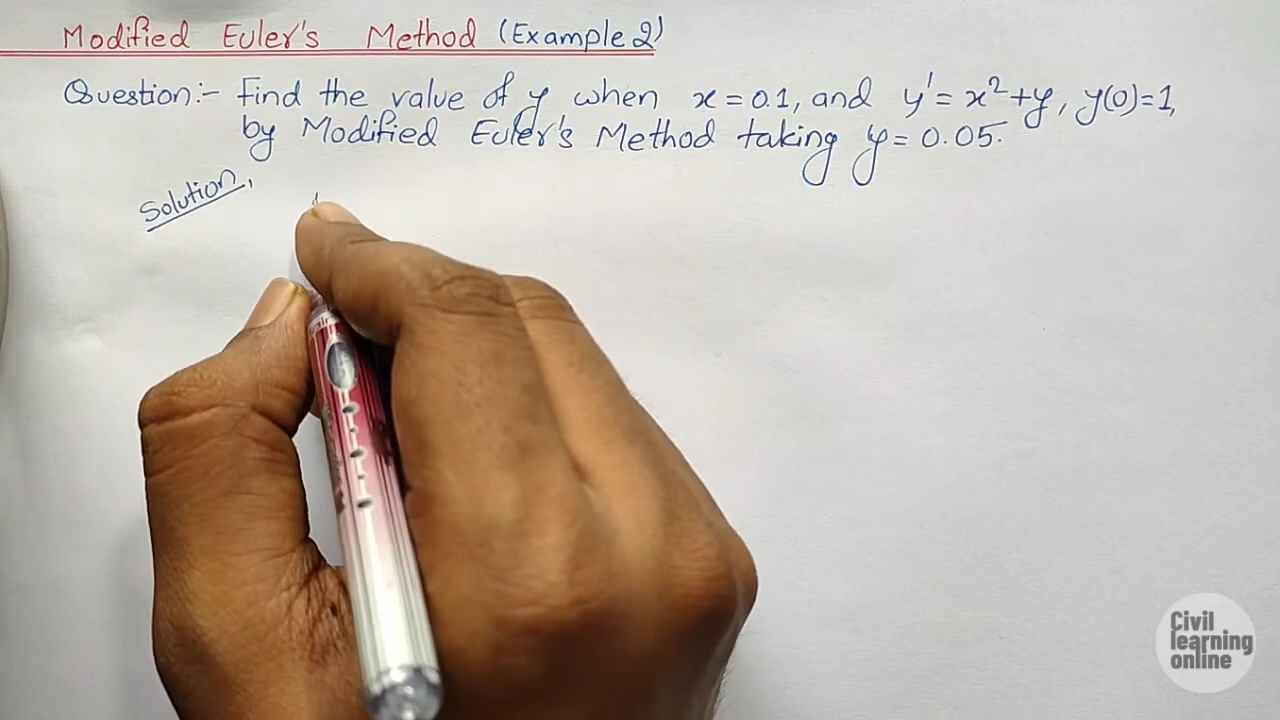 Modified Euler's Method (Example 2)
Question:- Find the value of y when x = 0.1, and y' = x² + y, y(0)=1,
by Modified Euler's Method taking y = 0.05.
Solution,
Civil
learning
online